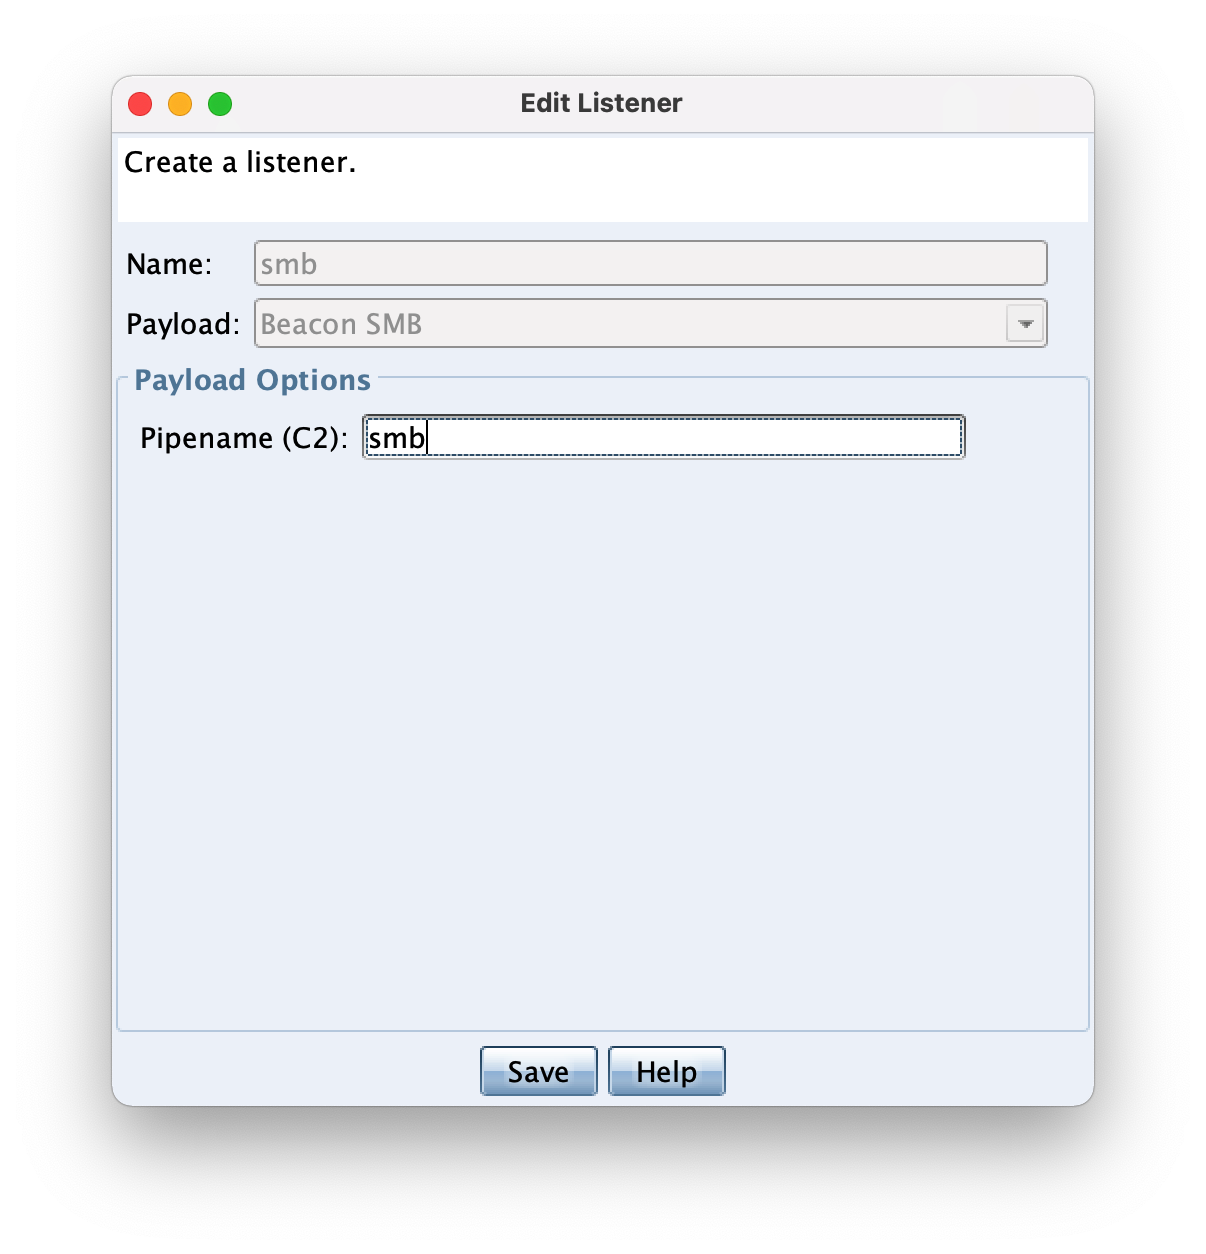 Edit Listener
Create a listener.
Name: smb
Payload: Beacon SMB
Payload Options
Pipename (C2): smb
Save Help